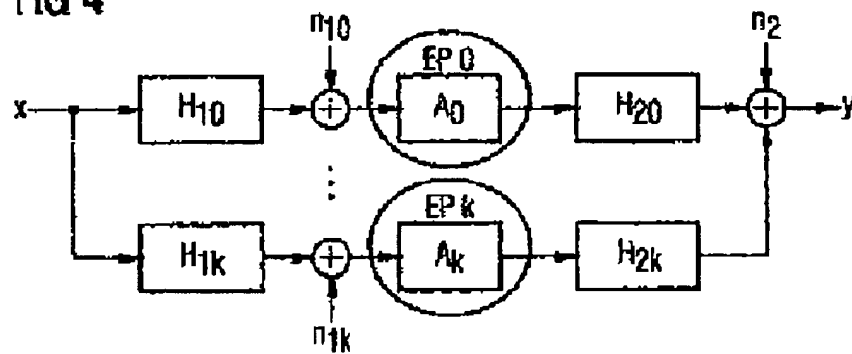 FIG 4
n10
n2
EP 0
x
H10
+
A0
H20
+
y
EP k
H1k
+
Ak
H2k
n1k